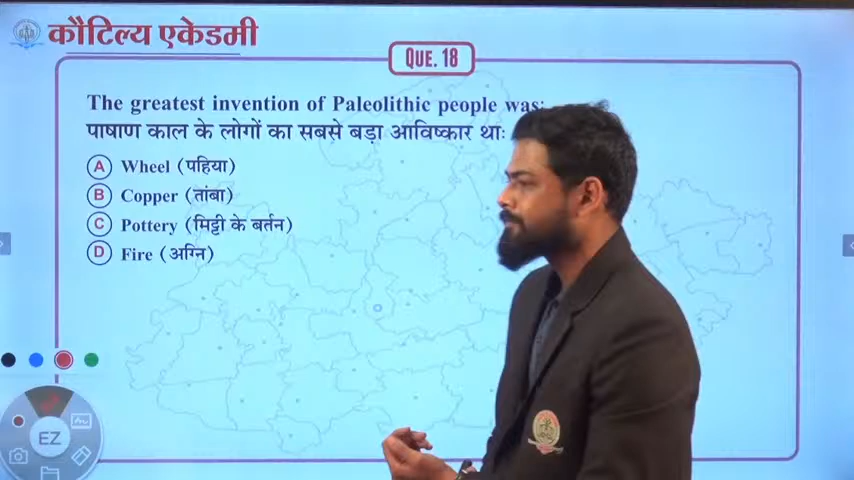 कौटिल्य एकेडमी
QUE. 18
The greatest invention of Paleolithic people was:
पाषाण काल के लोगों का सबसे बड़ा आविष्कार था:
A Wheel (पहिया)
B Copper (तांबा)
C Pottery (मिट्टी के बर्तन)
D Fire (अग्नि)
EZ